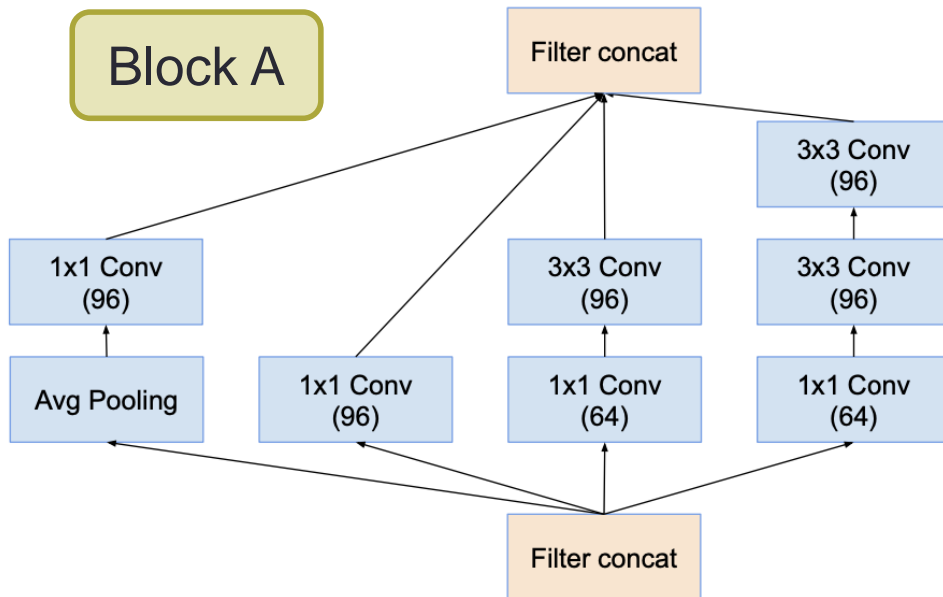 Block A
Filter concat
3x3 Conv
(96)
1x1 Conv
(96)
3x3 Conv
(96)
3x3 Conv
(96)
Avg Pooling
1x1 Conv
(96)
1x1 Conv
(64)
1x1 Conv
(64)
Filter concat